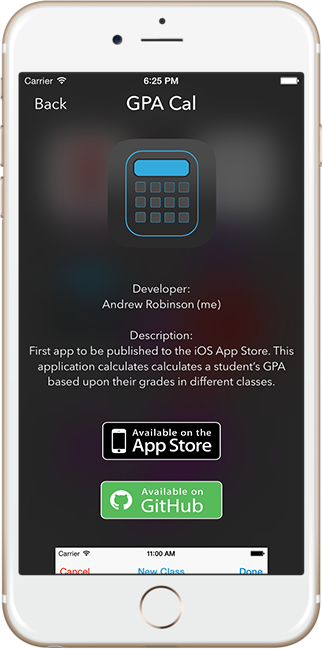 Carrier 6:25 PM
Back GPA Cal
Developer:
Andrew Robinson (me)
Description:
First app to be published to the iOS App Store. This
application calculates calculates a student's GPA
based upon their grades in different classes.
Available on the
App Store
Available on
GitHub
Carrier 11:00 AM
Cancel New Class Done